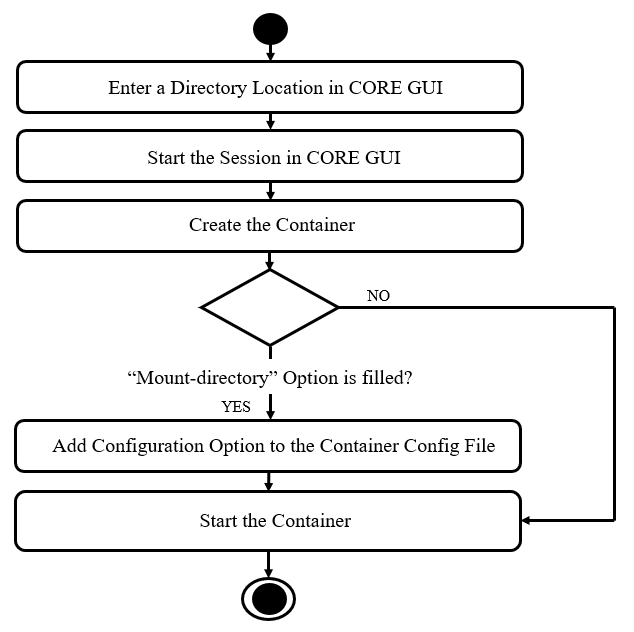 Enter a Directory Location in CORE GUI
Start the Session in CORE GUI
Create the Container
NO
“Mount-directory” Option is filled?
YES
Add Configuration Option to the Container Config File
Start the Container